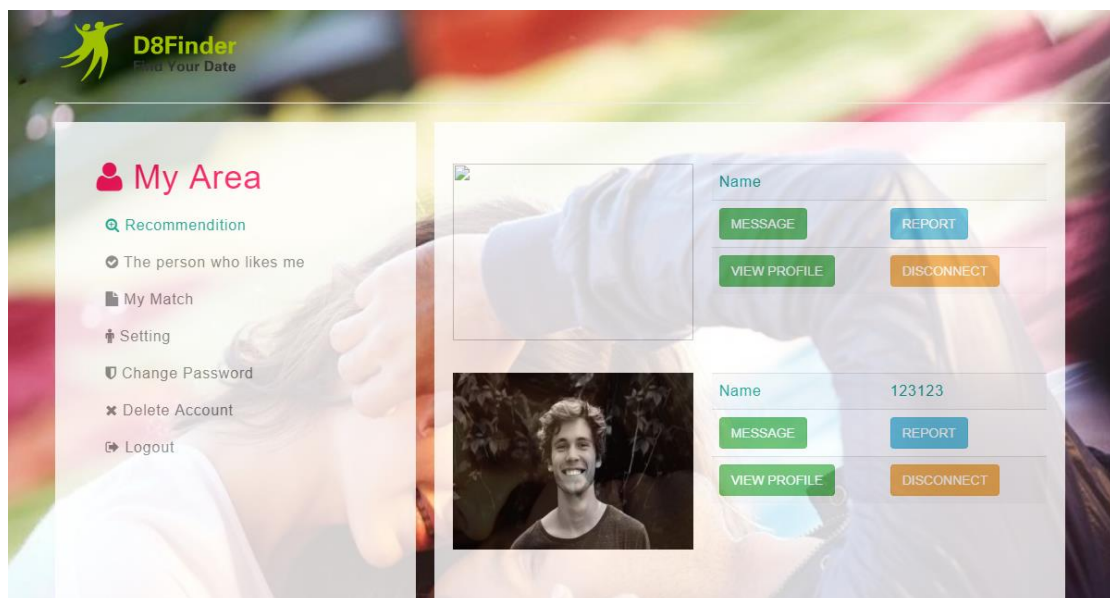 D8Finder
Find Your Date
My Area
Recommendition
The person who likes me
My Match
Setting
Change Password
Delete Account
Logout
Name
MESSAGE REPORT
VIEW PROFILE DISCONNECT
Name 123123
MESSAGE REPORT
VIEW PROFILE DISCONNECT